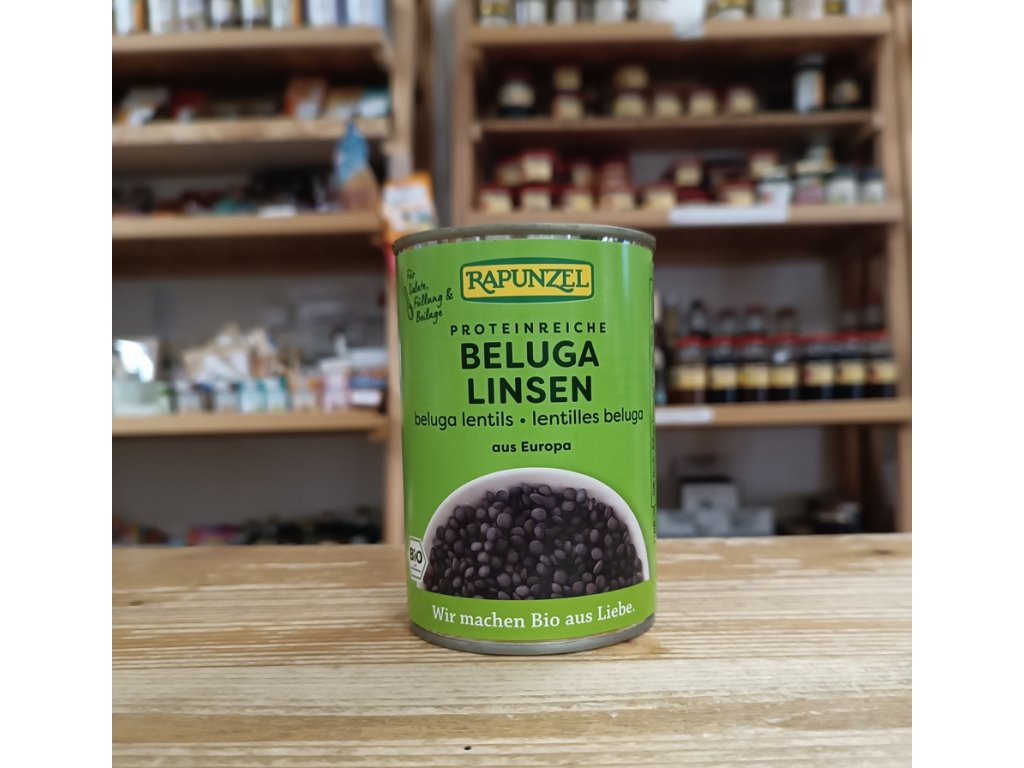 Für
Salate,
Füllung &
Beilage
RAPUNZEL
PROTEINREICHE
BELUGA
LINSEN
beluga lentils • lentilles beluga
aus Europa
BIO
Wir machen Bio aus Liebe.